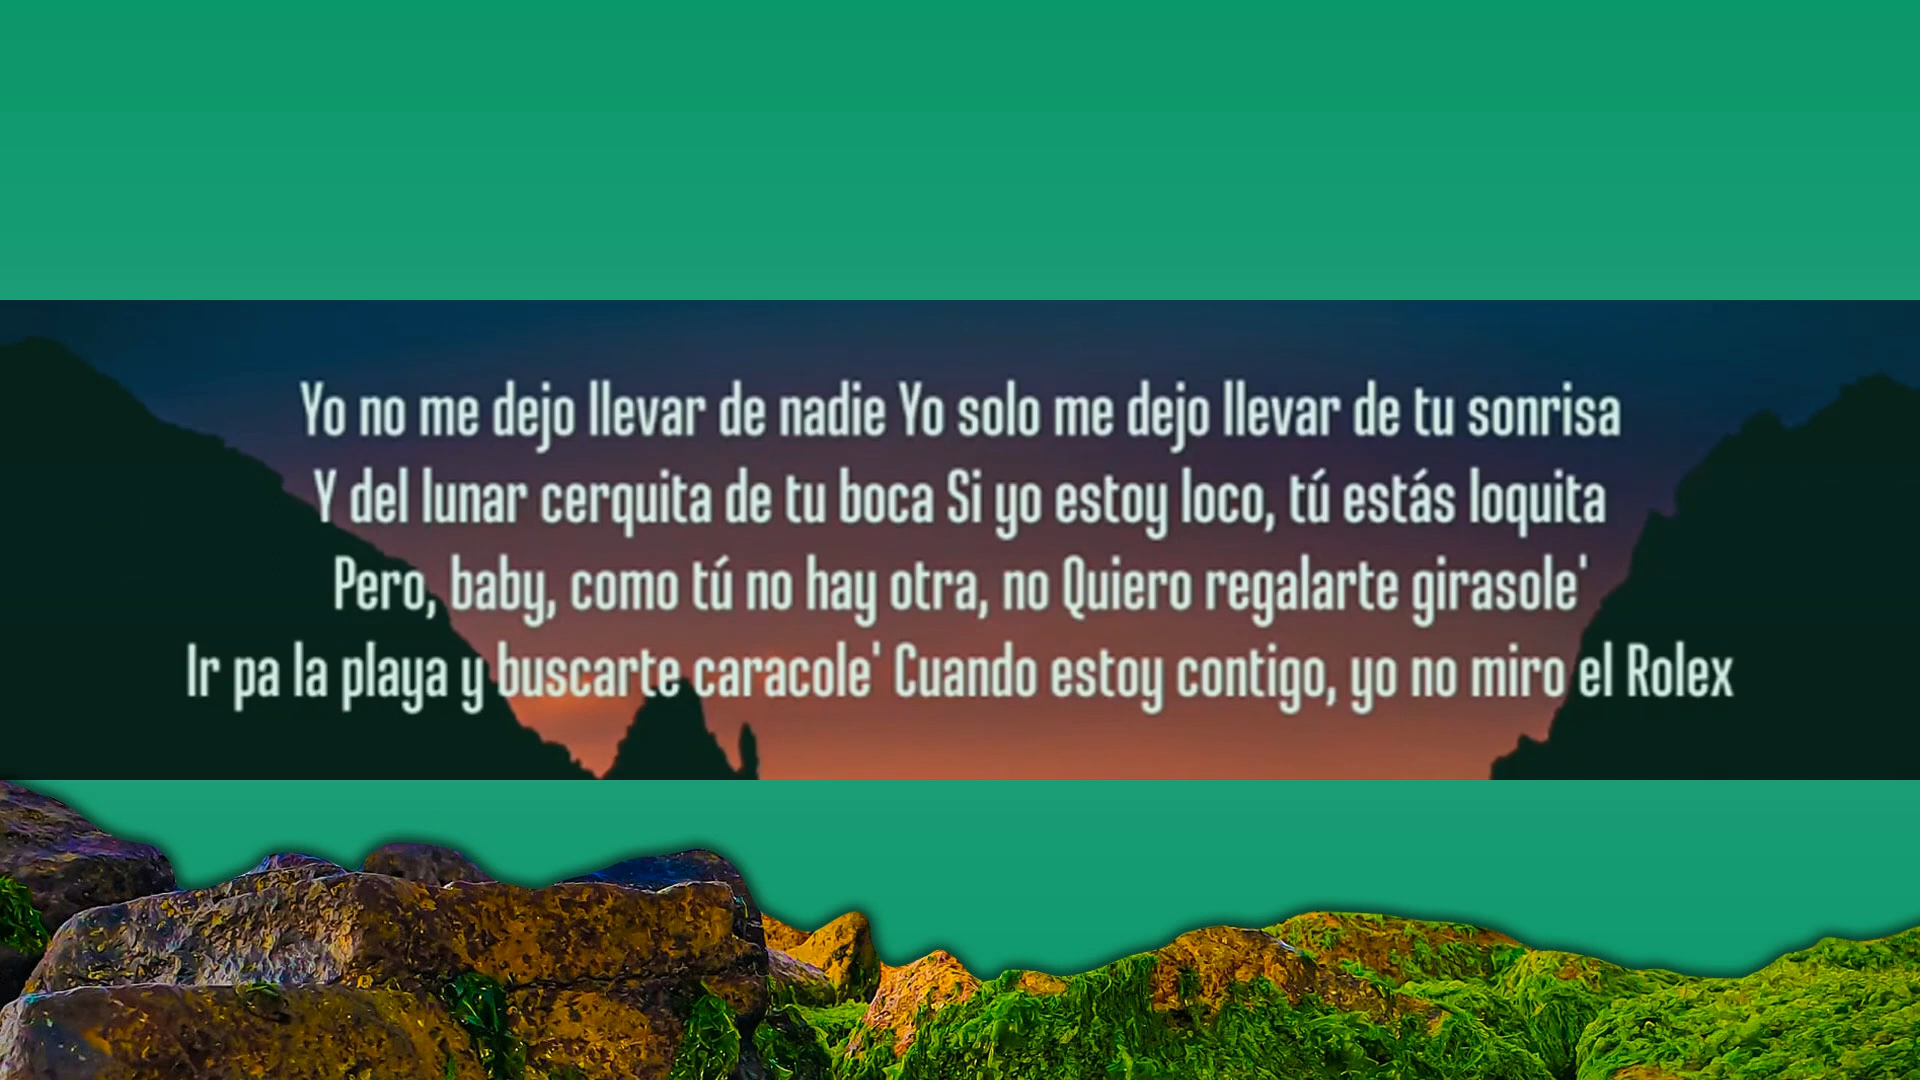 Yo no me dejo llevar de nadie Yo solo me dejo llevar de tu sonrisa
Y del lunar cerquita de tu boca Si yo estoy loco, tú estás loquita
Pero, baby, como tú no hay otra, no Quiero regalarte girasole'
Ir pa la playa y buscarte caracole' Cuando estoy contigo, yo no miro el Rolex